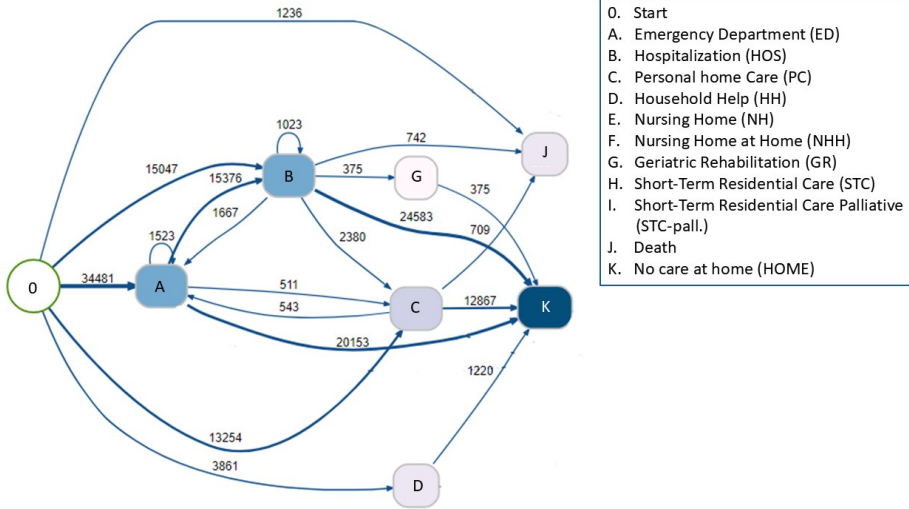 1236
0. Start
A. Emergency Department (ED)
B. Hospitalization (HOS)
C. Personal home Care (PC)
D. Household Help (HH)
E. Nursing Home (NH)
F. Nursing Home at Home (NHH)
G. Geriatric Rehabilitation (GR)
H. Short-Term Residential Care (STC)
I. Short-Term Residential Care Palliative
(STC-pall.)
J. Death
K. No care at home (HOME)
1023
742
J
15047
15376
B
375
G
375
1667
24583
709
1523
2380
0
34481
A
511
543
C
12867
K
20153
1220
13254
3861
D